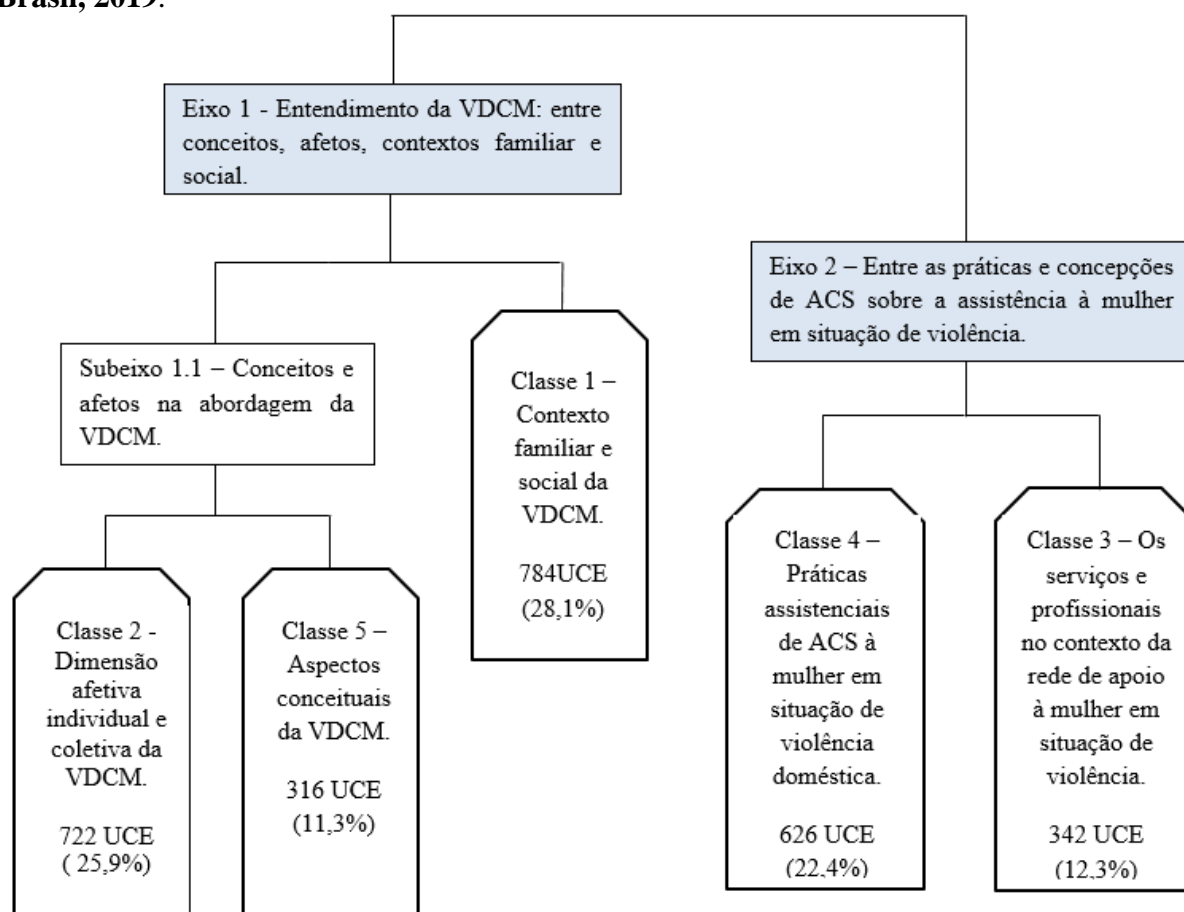 Brasil, 2019.
Eixo 1 - Entendimento da VDCM: entre
conceitos, afetos, contextos familiar e
social.
Eixo 2 – Entre as práticas e concepções
de ACS sobre a assistência à mulher
em situação de violência.
Subeixo 1.1 – Conceitos e
afetos na abordagem da
VDCM.
Classe 1 –
Contexto
familiar e
social da
VDCM.
784UCE
(28,1%)
Classe 2 -
Dimensão
afetiva
individual e
coletiva da
VDCM.
722 UCE
( 25,9%)
Classe 5 –
Aspectos
conceituais
da VDCM.
316 UCE
(11,3%)
Classe 4 –
Práticas
assistenciais
de ACS à
mulher em
situação de
violência
doméstica.
626 UCE
(22,4%)
Classe 3 – Os
serviços e
profissionais
no contexto da
rede de apoio
à mulher em
situação de
violência.
342 UCE
(12,3%)